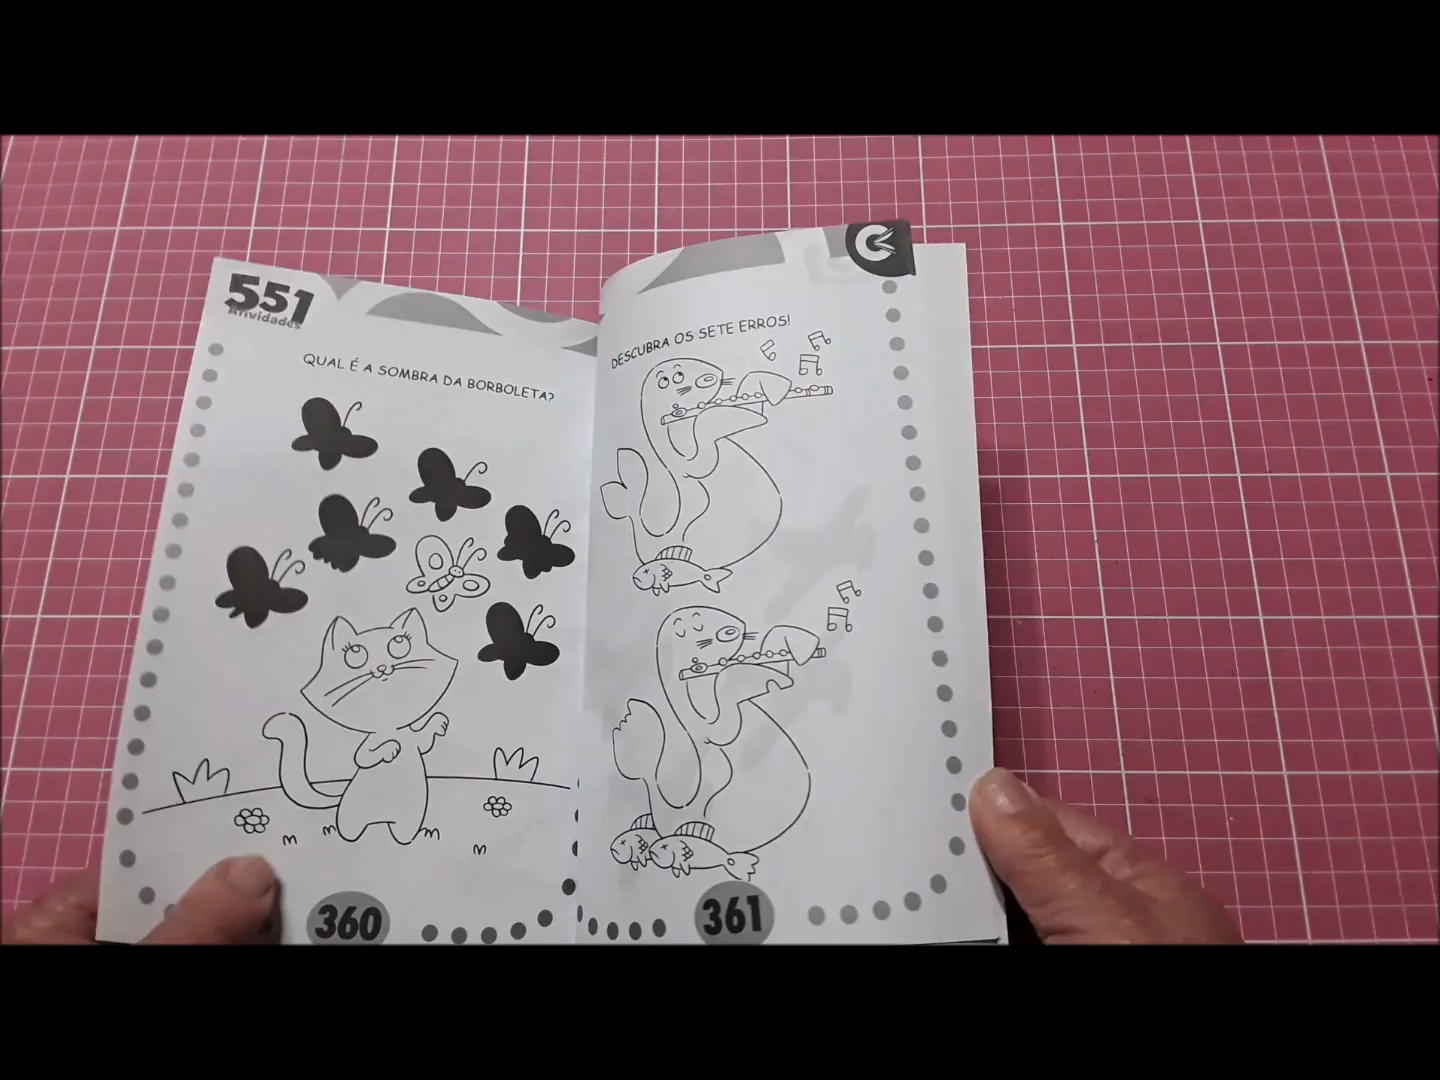 551
Atividades
QUAL É A SOMBRA DA BORBOLETA?
360
DESCUBRA OS SETE ERROS!
361